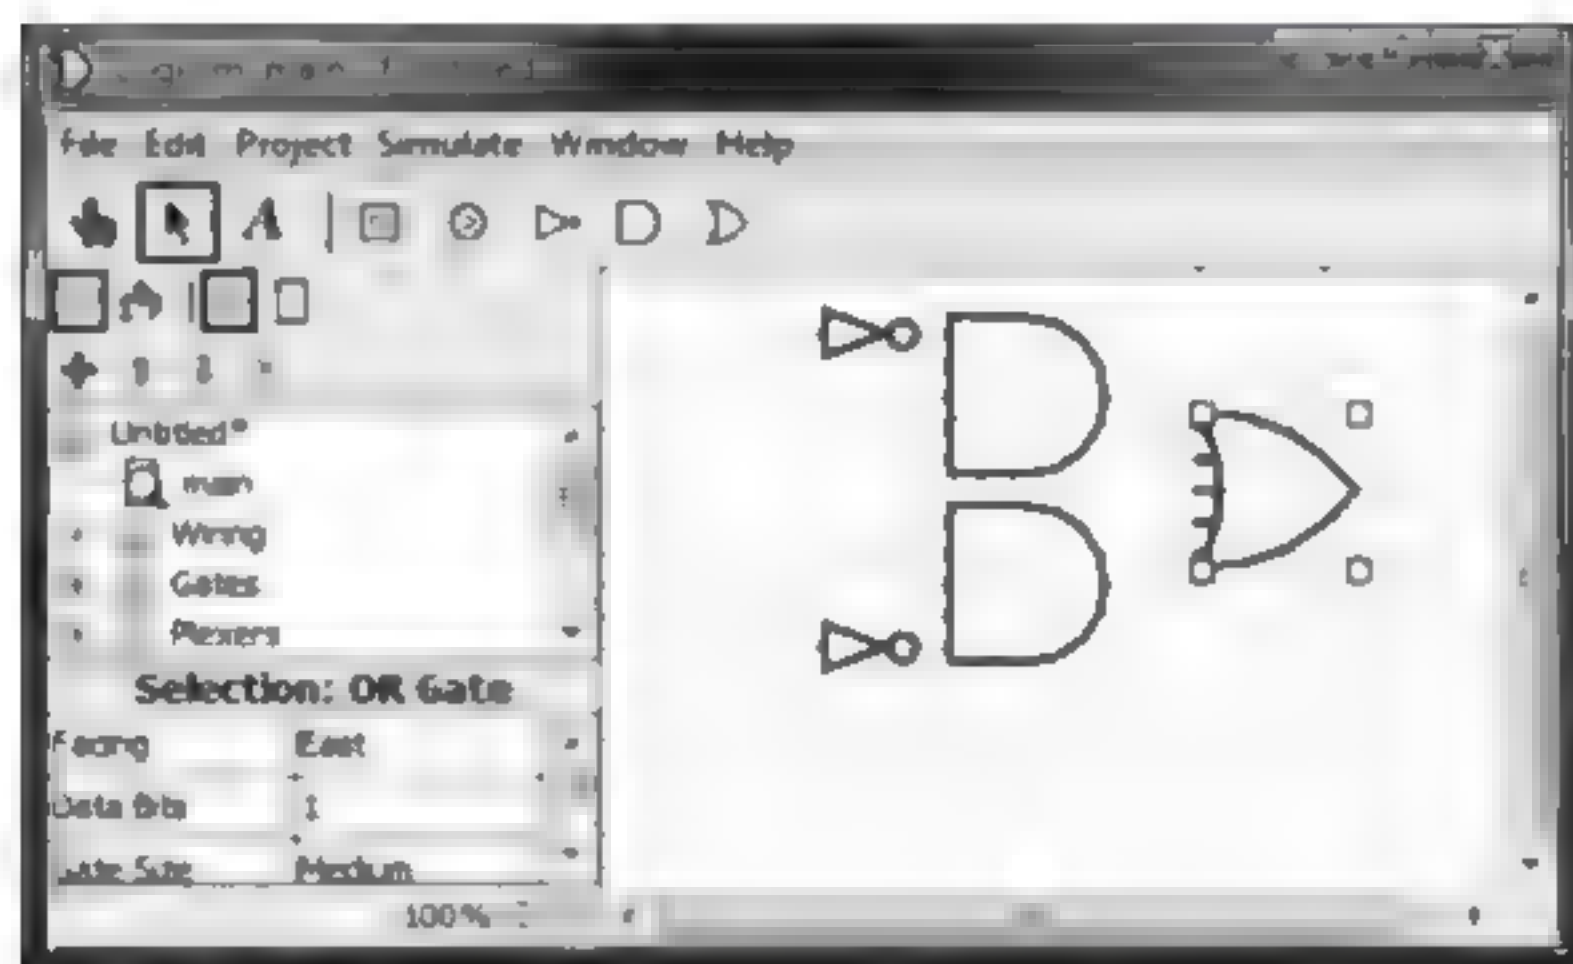 File Edit Project Simulate Window Help
A
Untitled*
main
Wiring
Gates
Plexers
Selection: OR Gate
Facing East
Data Bits 1
Gate Size Medium
100%